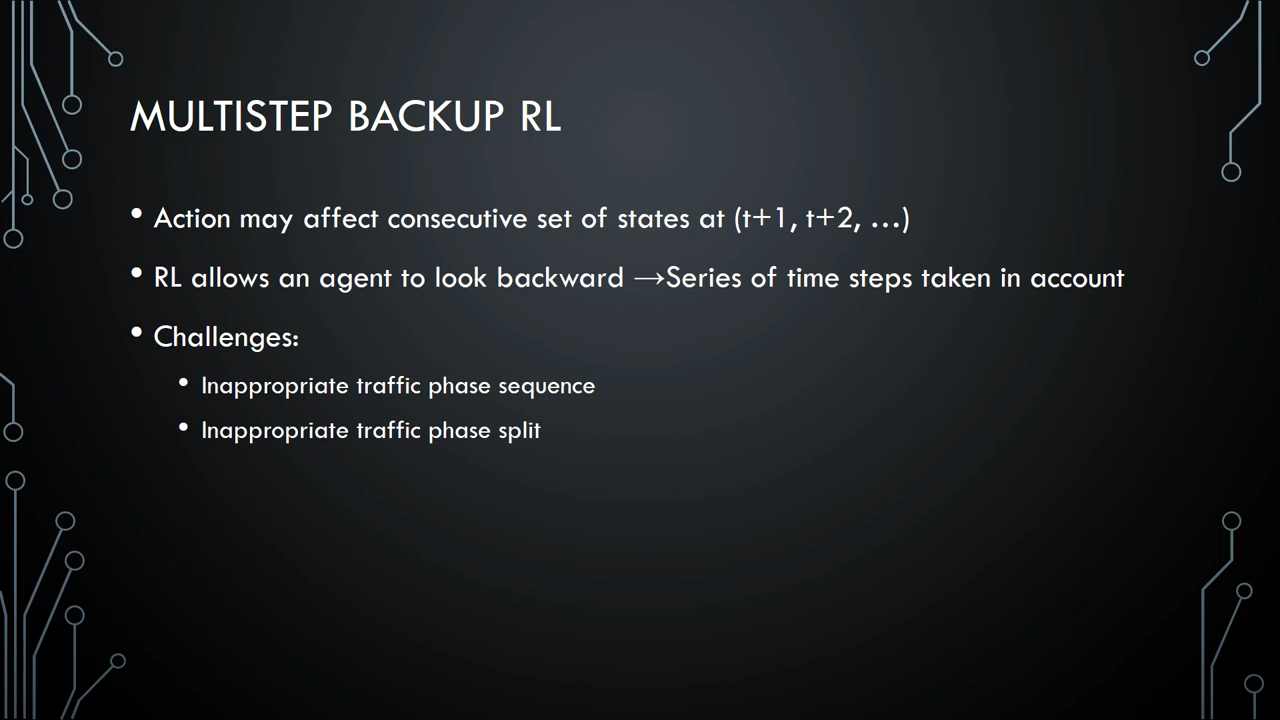 MULTISTEP BACKUP RL
• Action may affect consecutive set of states at (t+1, t+2, …)
• RL allows an agent to look backward →Series of time steps taken in account
• Challenges:
• Inappropriate traffic phase sequence
• Inappropriate traffic phase split